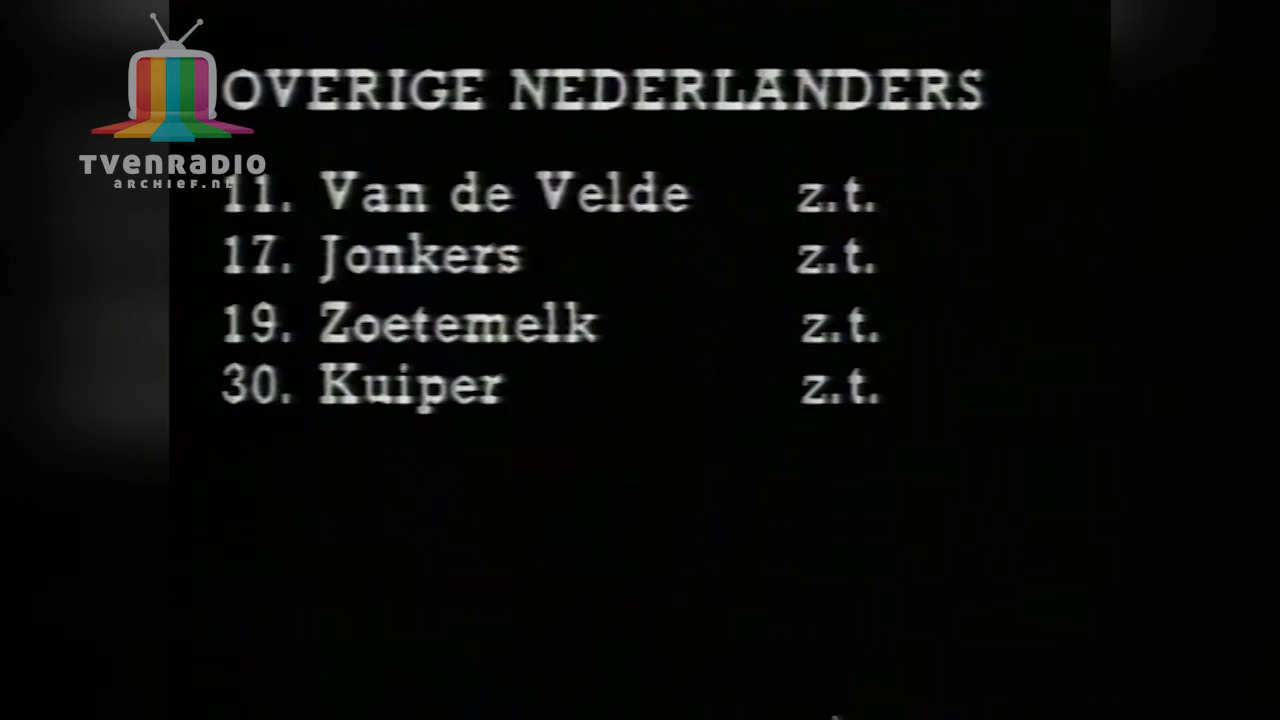 OVERIGE NEDERLANDERS
TVENRADIO
ARCHIEF.NL
11. Van de Velde z.t.
17. Jonkers z.t.
19. Zoetemelk z.t.
30. Kuiper z.t.